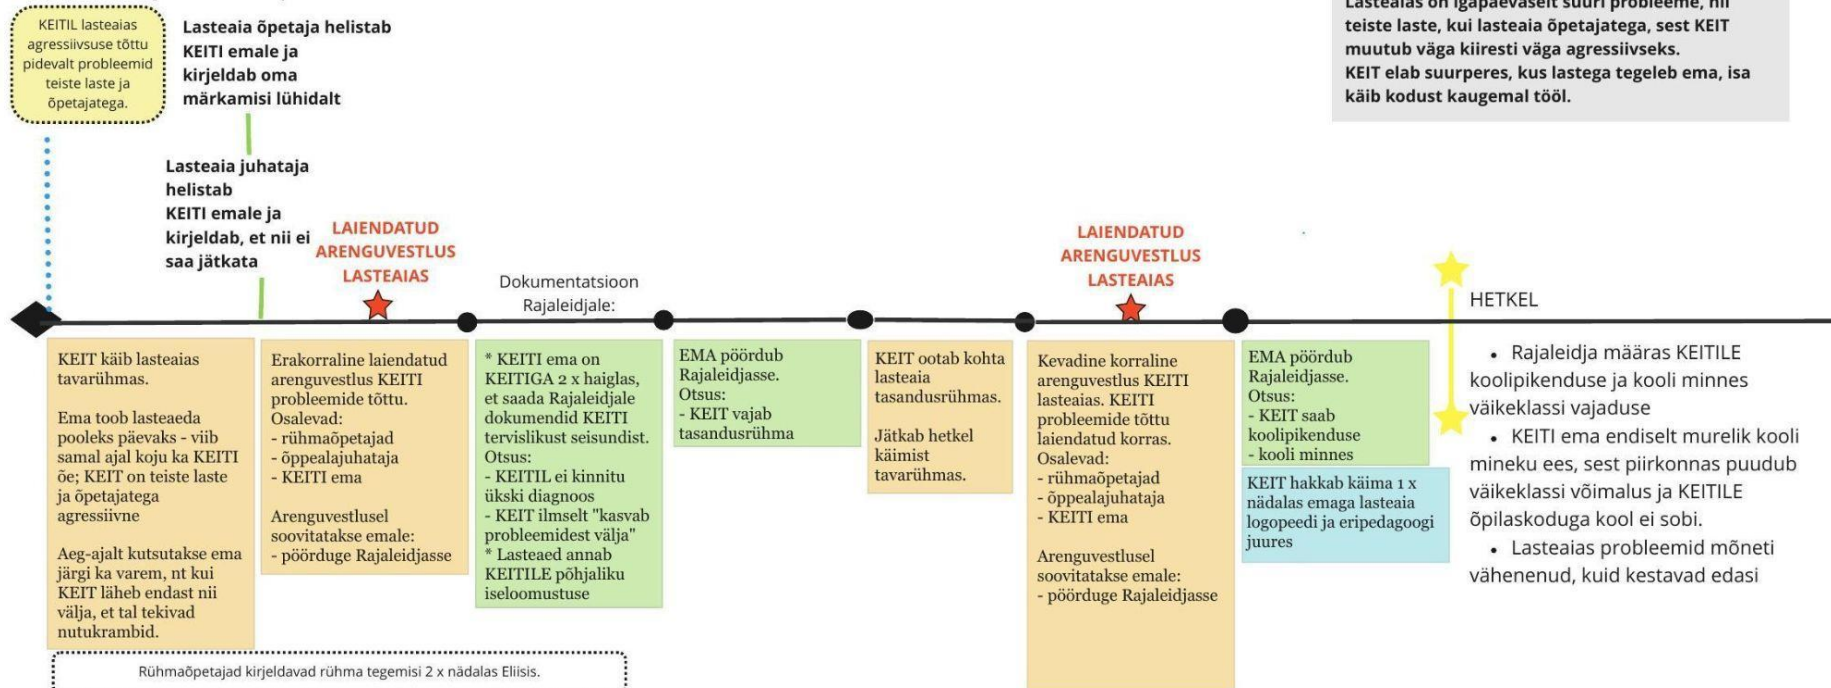 KEITIL lasteaias
agressiivsuse tõttu
pidevalt probleemid
teiste laste ja
õpetajatega.
Lasteaia õpetaja helistab
KEITI emale ja
kirjeldab oma
märkamisi lühidalt
Lasteaias on igapäevaselt suuri probleeme, nii
teiste laste, kui lasteaia õpetajatega, sest KEIT
muutub väga kiiresti väga agressiivseks.
KEIT elab suurperes, kus lastega tegeleb ema, isa
käib kodust kaugemal tööl.
Lasteaia juhataja
helistab
KEITI emale ja
kirjeldab, et nii ei
saa jätkata
LAIENDATUD
ARENGUVESTLUS
LASTEAIAS
Dokumentatsioon
Rajaleidjale:
LAIENDATUD
ARENGUVESTLUS
LASTEAIAS
HETKEL
KEIT käib lasteaias
tavarühmas.
Ema toob lasteaeda
pooleks päevaks - viib
samal ajal koju ka KEITI
õe; KEIT on teiste laste
ja õpetajatega
agressiivne
Aeg-ajalt kutsutakse ema
järgi ka varem, nt kui
KEIT läheb endast nii
välja, et tal tekivad
nutukrambid.
Erakorraline laiendatud
arenguvestlus KEITI
probleemide tõttu.
Osalevad:
- rühmaõpetajad
- õppealajuhataja
- KEITI ema
Arenguvestlusel
soovitatakse emale:
- pöörduge Rajaleidjasse
* KEITI ema on
KEITIGA 2 x haiglas,
et saada Rajaleidjale
dokumendid KEITI
tervislikust seisundist.
Otsus:
- KEITIL ei kinnitu
ükski diagnoos
- KEIT ilmselt "kasvab
probleemidest välja"
* Lasteaed annab
KEITILE põhjaliku
iseloomustuse
EMA pöördub
Rajaleidjasse.
Otsus:
- KEIT vajab
tasandusrühma
KEIT ootab kohta
lasteaia
tasandusrühmas.
Jätkab hetkel
käimist
tavarühmas.
Kevadine korraline
arenguvestlus KEITI
lasteaias. KEITI
probleemide tõttu
laiendatud korras.
Osalevad:
- rühmaõpetajad
- õppealajuhataja
- KEITI ema
Arenguvestlusel
soovitatakse emale:
- pöörduge Rajaleidjasse
EMA pöördub
Rajaleidjasse.
Otsus:
- KEIT saab
koolipikenduse
- kooli minnes
KEIT hakkab käima 1 x
nädalas emaga lasteaia
logopeedi ja eripedagoogi
juures
• Rajaleidja määras KEITILE
koolipikenduse ja kooli minnes
väikeklassi vajaduse
• KEITI ema endiselt murelik kooli
mineku ees, sest piirkonnas puudub
väikeklassi võimalus ja KEITILE
õpilaskoduga kool ei sobi.
• Lasteaias probleemid mõneti
vähenenud, kuid kestavad edasi
Rühmaõpetajad kirjeldavad rühma tegemisi 2 x nädalas Eliisis.